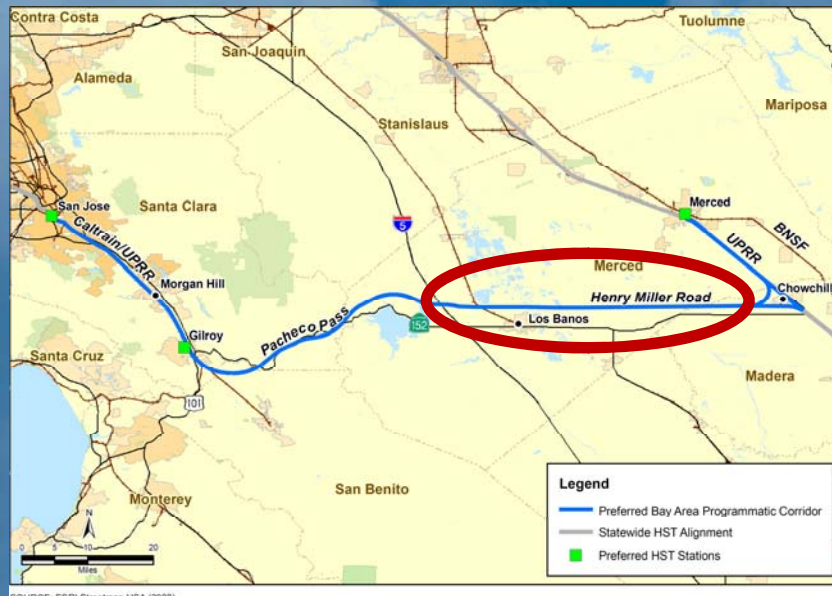 Contra Costa
Tuolumne
San Joaquin
Alameda
Mariposa
Stanislaus
San Jose
Santa Clara
Merced
Caltrain/UPRR
5
UPRR
BNSF
Morgan Hill
Merced
Chowchill
Henry Miller Road
Gilroy
Pacheco Pass
152
Los Banos
Santa Cruz
Madera
101
San Benito
Monterey
N
0 5 10 20
Miles
Legend
Preferred Bay Area Programmatic Corridor
Statewide HST Alignment
Preferred HST Stations